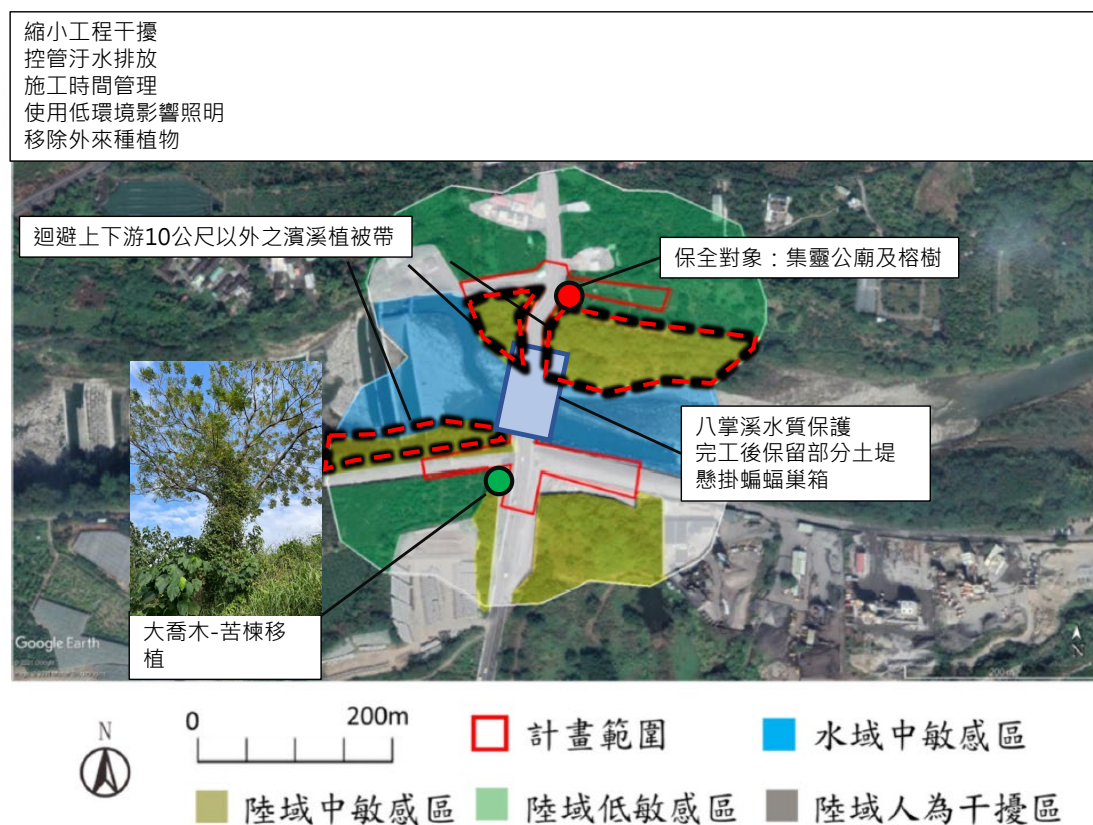 縮小工程干擾
控管汙水排放
施工時間管理
使用低環境影響照明
移除外來種植物
迴避上下游10公尺以外之濱溪植被帶
保全對象：集靈公廟及榕樹
八掌溪水質保護
完工後保留部分土堤
懸掛蝙蝠巢箱
大喬木-苦楝移
植
Google Earth
N
N
0 200m
計畫範圍
水域中敏感區
陸域中敏感區
陸域低敏感區
陸域人為干擾區